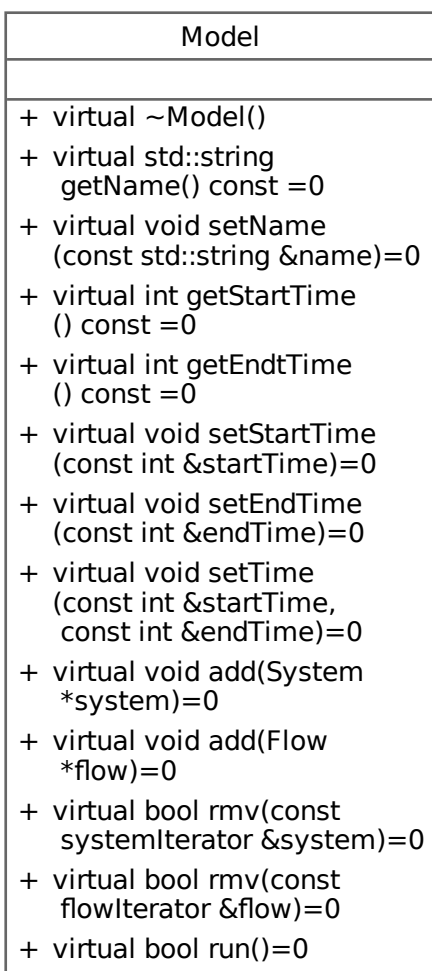 Model
+ virtual ~Model()
+ virtual std::string
getName() const =0
+ virtual void setName
(const std::string &name)=0
+ virtual int getStartTime
() const =0
+ virtual int getEndtTime
() const =0
+ virtual void setStartTime
(const int &startTime)=0
+ virtual void setEndTime
(const int &endTime)=0
+ virtual void setTime
(const int &startTime,
const int &endTime)=0
+ virtual void add(System
*system)=0
+ virtual void add(Flow
*flow)=0
+ virtual bool rmv(const
systemIterator &system)=0
+ virtual bool rmv(const
flowIterator &flow)=0
+ virtual bool run()=0